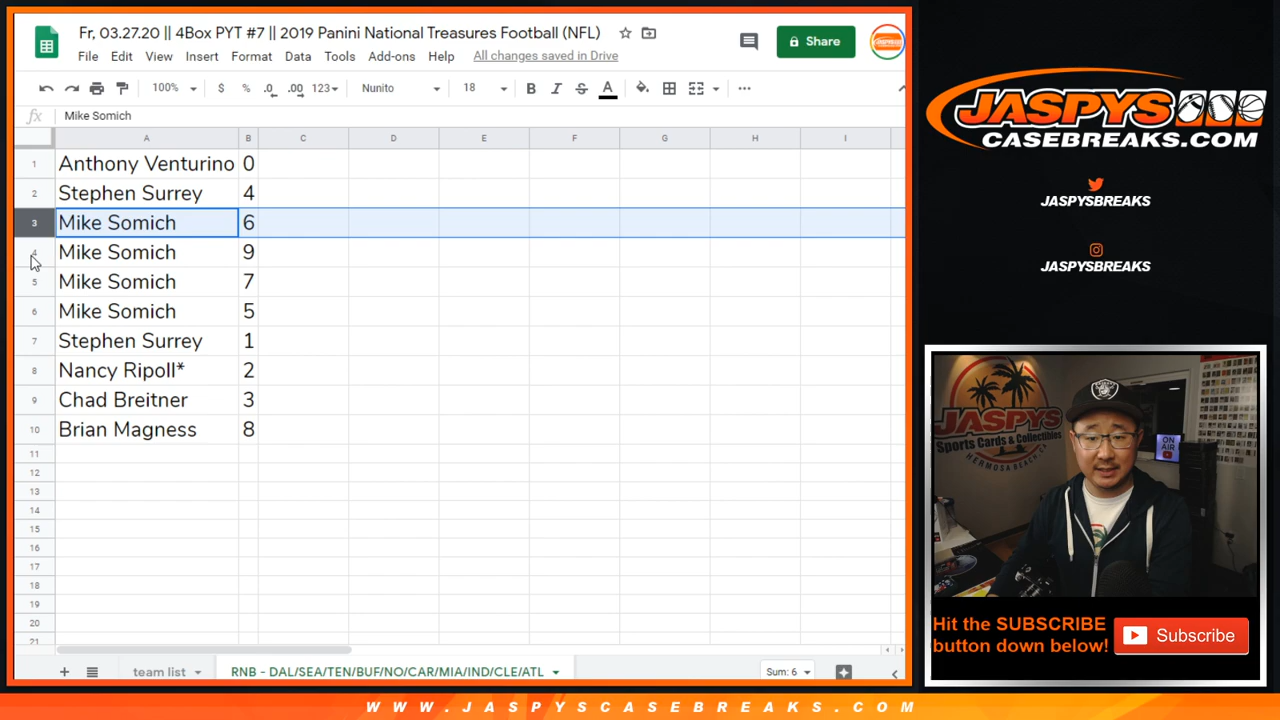 Fr, 03.27.20 || 4Box PYT #7 || 2019 Panini National Treasures Football (NFL)
File Edit View Insert Format Data Tools Add-ons Help All changes saved in Drive
Share
100% $ % .0 .00 123 Nunito 18 B I S A
fx Mike Somich
A B C D E F G H I
1 Anthony Venturino 0
2 Stephen Surrey 4
3 Mike Somich 6
4 Mike Somich 9
5 Mike Somich 7
6 Mike Somich 5
7 Stephen Surrey 1
8 Nancy Ripoll* 2
9 Chad Breitner 3
10 Brian Magness 8
11
12
13
14
15
16
17
18
19
20
21
team list RNB - DAL/SEA/TEN/BUF/NO/CAR/MIA/IND/CLE/ATL Sum: 6
JASPYS
CASEBREAKS.COM
JASPYSBREAKS
JASPYSBREAKS
JASPYS
Sports Cards & Collectibles
HERMOSA BEACH, CA
ON AIR
RAIDERS
Hit the SUBSCRIBE
button down below!
Subscribe
WWW.JASPYSCASEBREAKS.COM